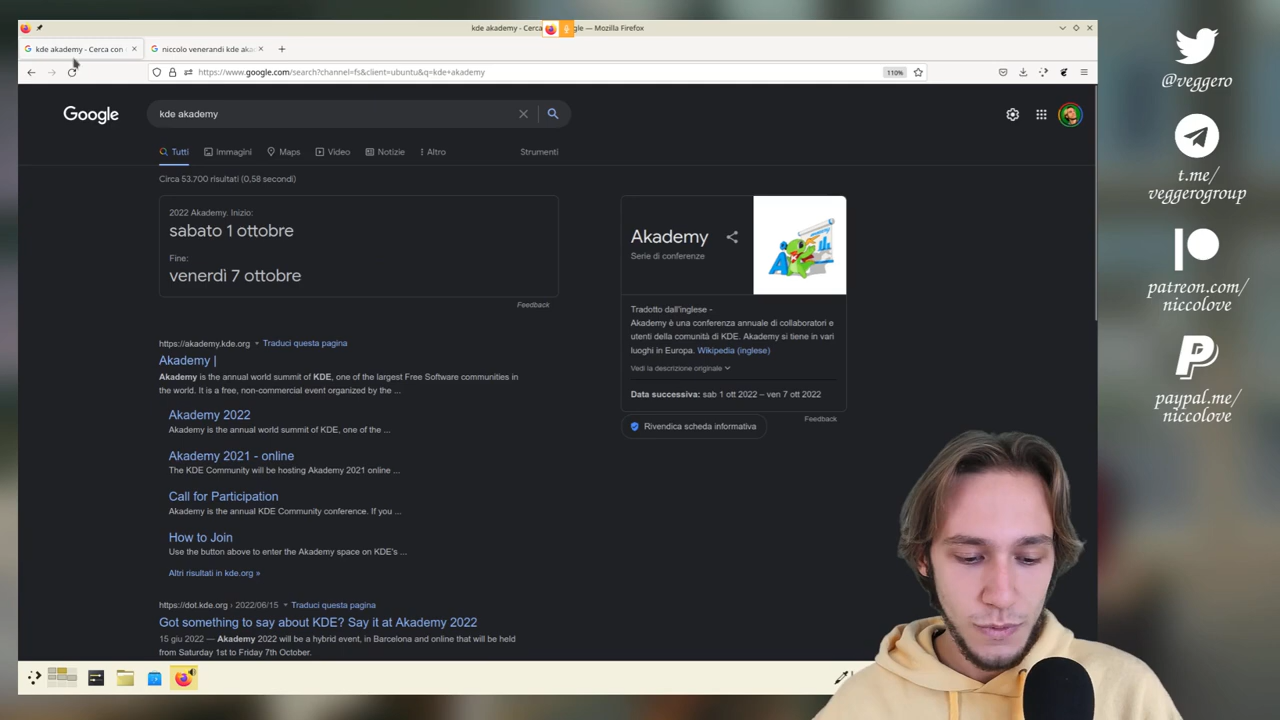 kde akademy - Cerca con Google — Mozilla Firefox
kde akademy - Cerca con
niccolo venerandi kde aka
https://www.google.com/search?channel=fs&client=ubuntu&q=kde+akademy
110%
Google
kde akademy
Tutti
Immagini
Maps
Video
Notizie
Altro
Strumenti
Circa 53.700 risultati (0,58 secondi)
2022 Akademy. Inizio:
sabato 1 ottobre
Fine:
venerdì 7 ottobre
Feedback
https://akademy.kde.org
Traduci questa pagina
Akademy |
Akademy is the annual world summit of KDE, one of the largest Free Software communities in
the world. It is a free, non-commercial event organized by the ...
Akademy 2022
Akademy is the annual world summit of KDE, one of the ...
Akademy 2021 - online
The KDE Community will be hosting Akademy 2021 online ...
Call for Participation
Akademy is the annual KDE Community conference. If you ...
How to Join
Use the button above to enter the Akademy space on KDE's ...
Altri risultati in kde.org »
https://dot.kde.org › 2022/06/15
Traduci questa pagina
Got something to say about KDE? Say it at Akademy 2022
15 giu 2022 — Akademy 2022 will be a hybrid event, in Barcelona and online that will be held
from Saturday 1st to Friday 7th October.
Akademy
Serie di conferenze
Tradotto dall'inglese -
Akademy è una conferenza annuale di collaboratori e
utenti della comunità di KDE. Akademy si tiene in vari
luoghi in Europa. Wikipedia (inglese)
Vedi la descrizione originale
Data successiva: sab 1 ott 2022 – ven 7 ott 2022
Feedback
Rivendica scheda informativa
@veggero
t.me/
veggerogroup
patreon.com/
niccolove
paypal.me/
niccolove